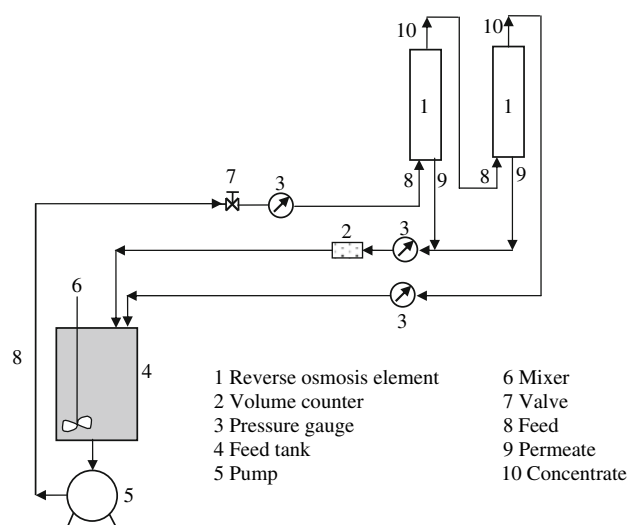 10
10
1
1
8
9
8
9
7
3
2
3
6
3
8
4
5
1 Reverse osmosis element
2 Volume counter
3 Pressure gauge
4 Feed tank
5 Pump
6 Mixer
7 Valve
8 Feed
9 Permeate
10 Concentrate